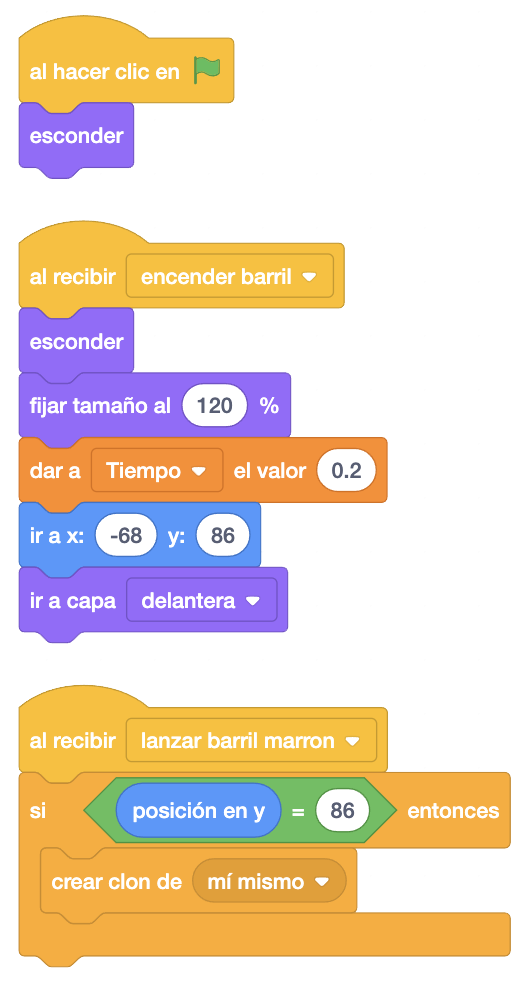 al hacer clic en
esconder
al recibir encender barril
esconder
fijar tamaño al 120 %
dar a Tiempo el valor 0.2
ir a x: -68 y: 86
ir a capa delantera
al recibir lanzar barril marron
si posición en y = 86 entonces
crear clon de mí mismo